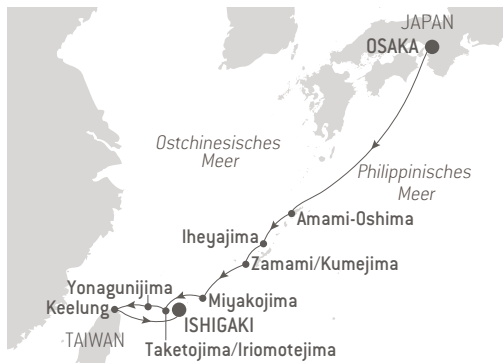 JAPAN
OSAKA
Ostchinesisches
Meer
Philippinisches
Meer
Amami-Oshima
Iheyajima
Zamami/Kumejima
Yonagunijima
Miyakojima
Keelung
ISHIGAKI
TAIWAN
Taketojima/Iriomotejima